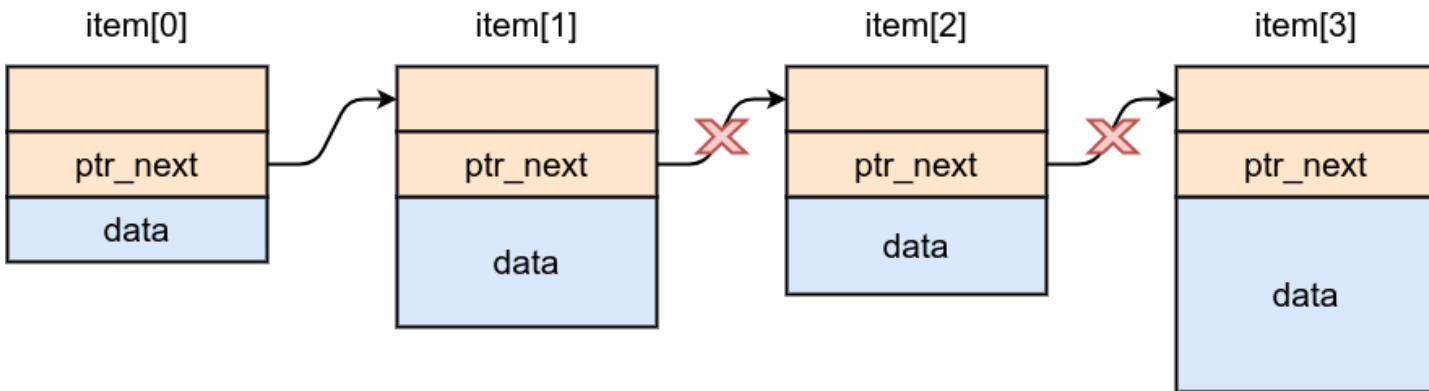 item[0]
item[1]
item[2]
item[3]
ptr_next
ptr_next
ptr_next
ptr_next
data
data
data
data